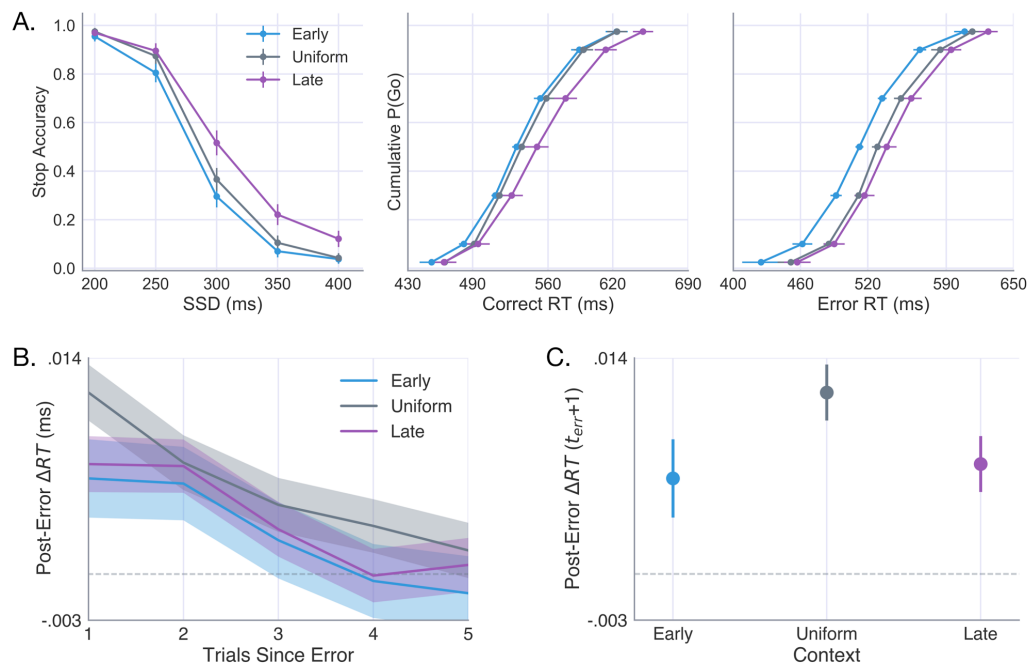 A.
1.0
0.8
0.6
0.4
0.2
0.0
Stop Accuracy
200 250 300 350 400
SSD (ms)
Early
Uniform
Late
Cumulative P(Go)
430 490 560 620 690
Correct RT (ms)
400 460 520 590 650
Error RT (ms)
B.
.014
-.003
Post-Error ΔRT (ms)
1 2 3 4 5
Trials Since Error
Early
Uniform
Late
C.
.014
-.003
Post-Error ΔRT (terr+1)
Early Uniform Late
Context